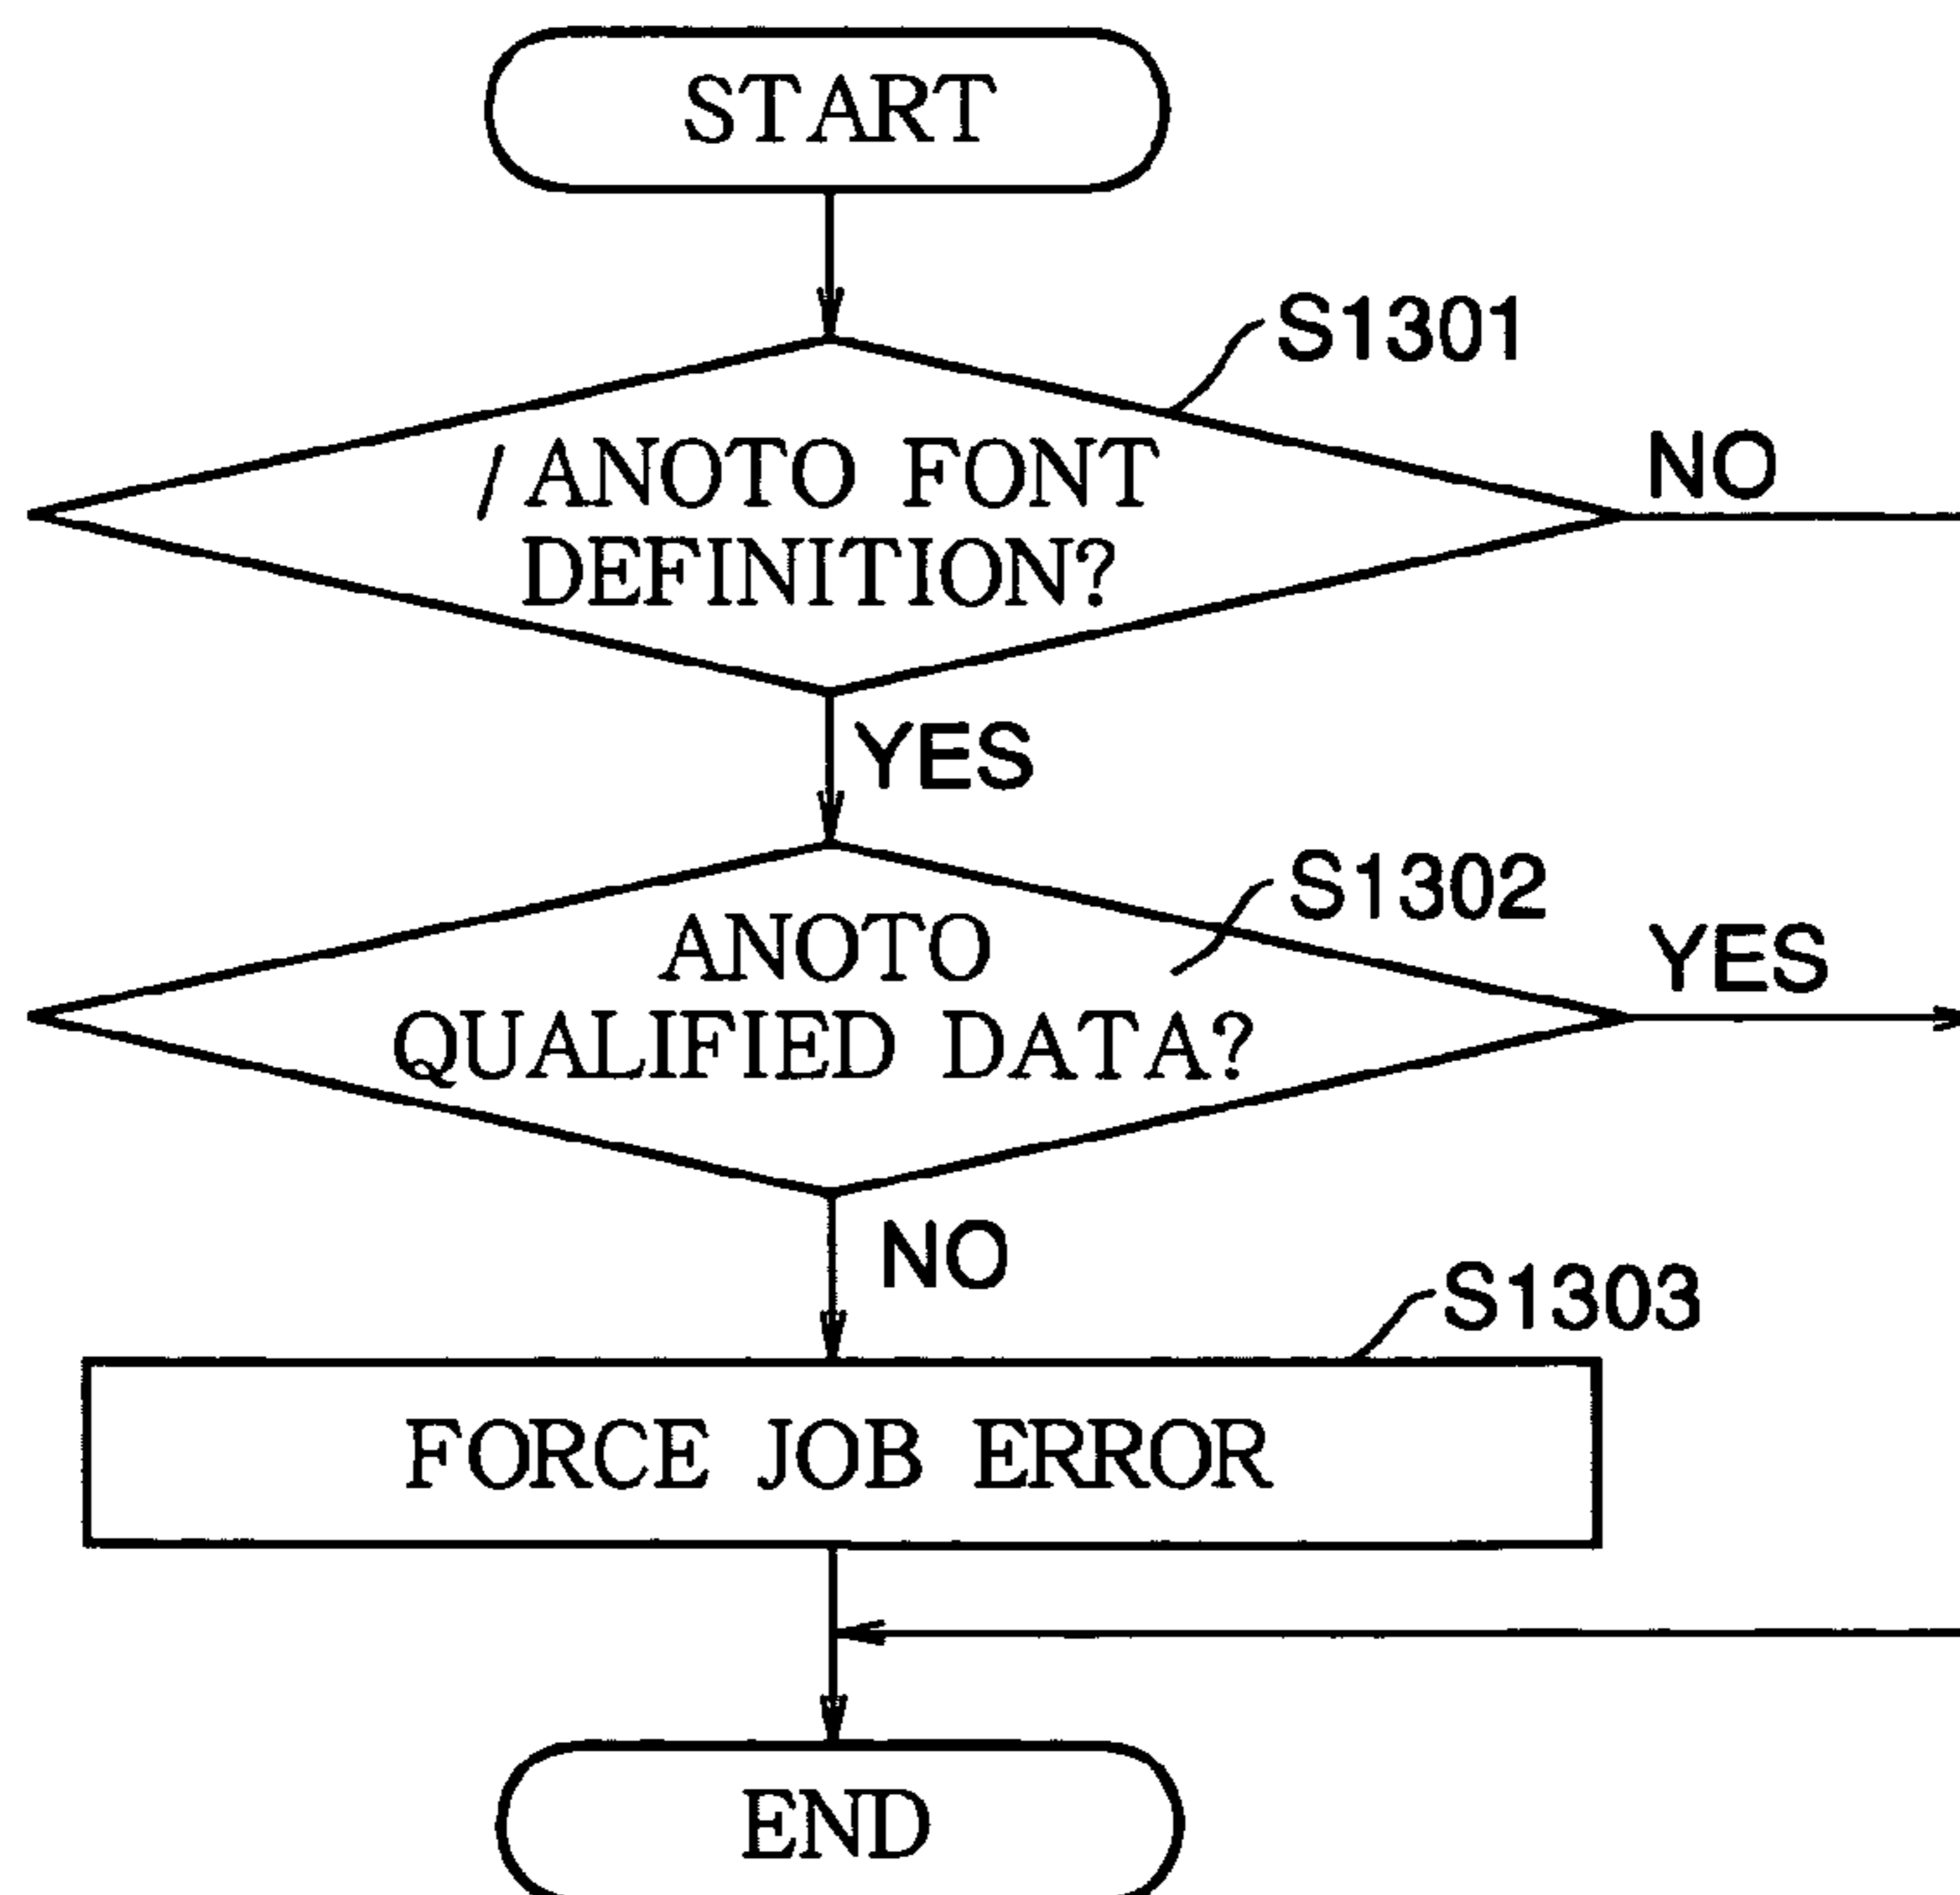 START
S1301
/ANOTO FONT
DEFINITION?
NO
YES
S1302
ANOTO
QUALIFIED DATA?
YES
NO
S1303
FORCE JOB ERROR
END